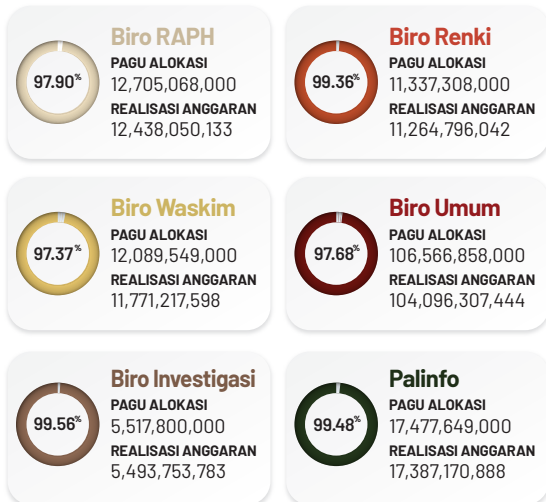 Biro RAPH
97.90%
PAGU ALOKASI
12,705,068,000
REALISASI ANGGARAN
12,438,050,133
Biro Renki
99.36%
PAGU ALOKASI
11,337,308,000
REALISASI ANGGARAN
11,264,796,042
Biro Waskim
97.37%
PAGU ALOKASI
12,089,549,000
REALISASI ANGGARAN
11,771,217,598
Biro Umum
97.68%
PAGU ALOKASI
106,566,858,000
REALISASI ANGGARAN
104,096,307,444
Biro Investigasi
99.56%
PAGU ALOKASI
5,517,800,000
REALISASI ANGGARAN
5,493,753,783
Palinfo
99.48%
PAGU ALOKASI
17,477,649,000
REALISASI ANGGARAN
17,387,170,888